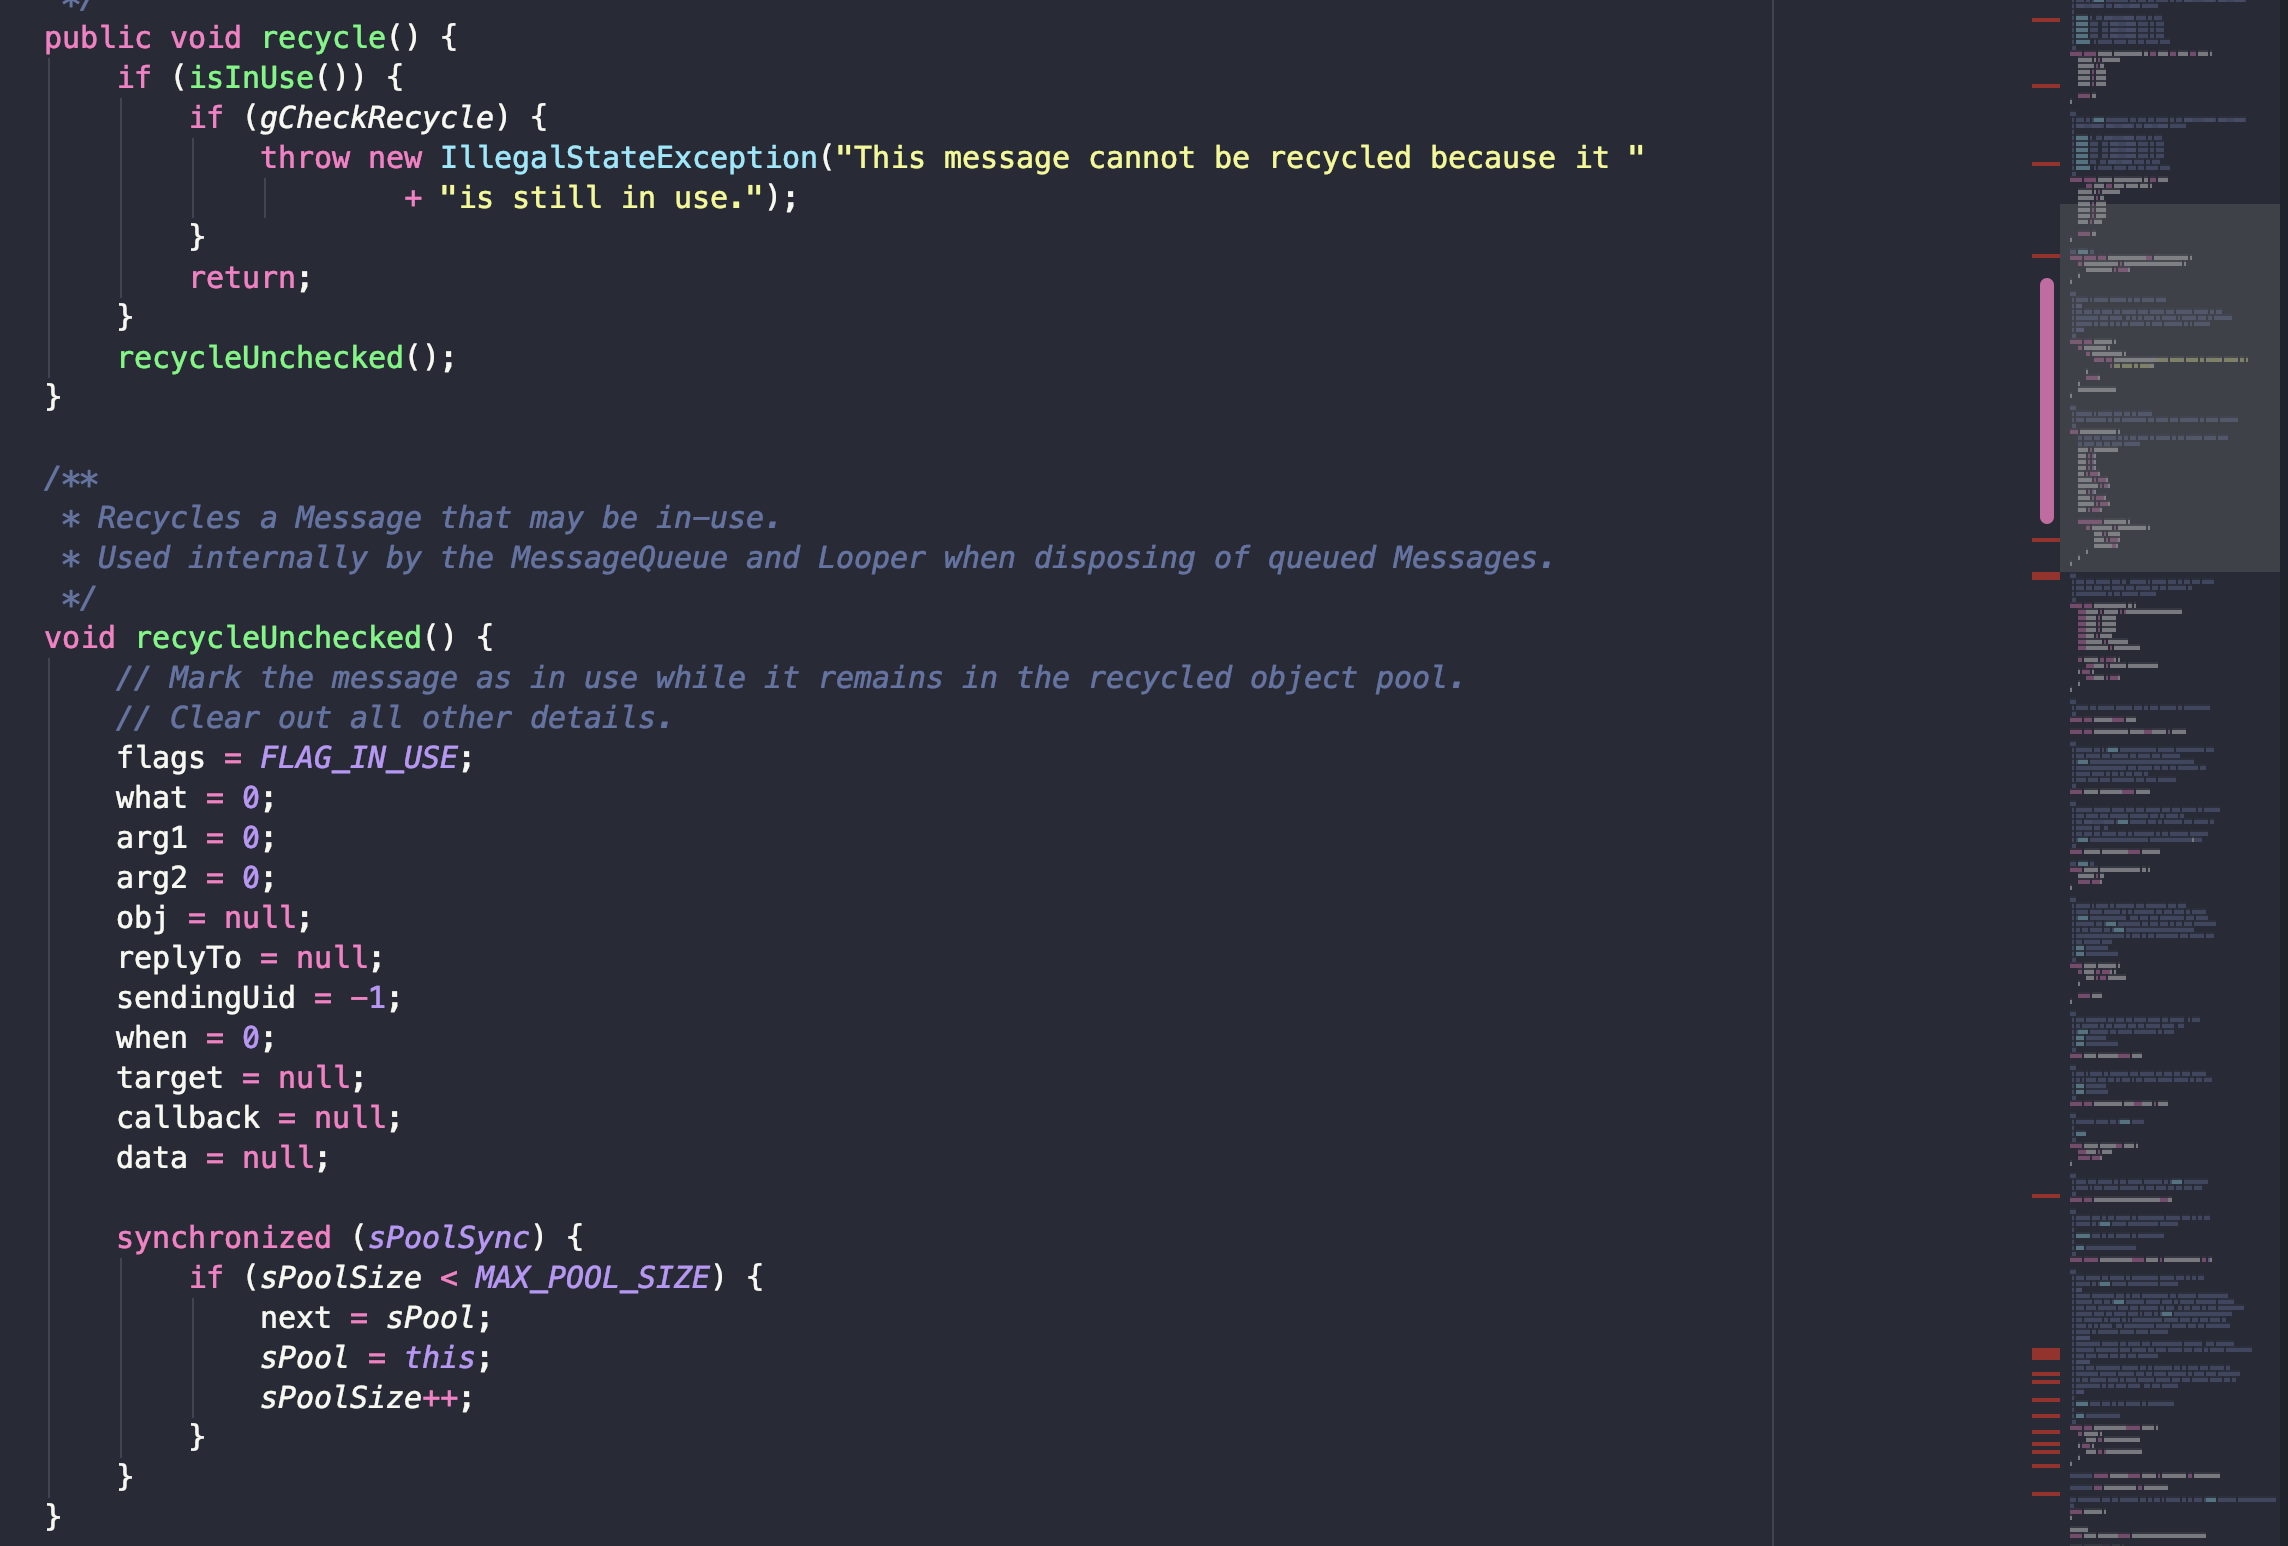 */
public void recycle() {
if (isInUse()) {
if (gCheckRecycle) {
throw new IllegalStateException("This message cannot be recycled because it "
+ "is still in use.");
}
return;
}
recycleUnchecked();
}
/**
* Recycles a Message that may be in-use.
* Used internally by the MessageQueue and Looper when disposing of queued Messages.
*/
void recycleUnchecked() {
// Mark the message as in use while it remains in the recycled object pool.
// Clear out all other details.
flags = FLAG_IN_USE;
what = 0;
arg1 = 0;
arg2 = 0;
obj = null;
replyTo = null;
sendingUid = -1;
when = 0;
target = null;
callback = null;
data = null;
synchronized (sPoolSync) {
if (sPoolSize < MAX_POOL_SIZE) {
next = sPool;
sPool = this;
sPoolSize++;
}
}
}